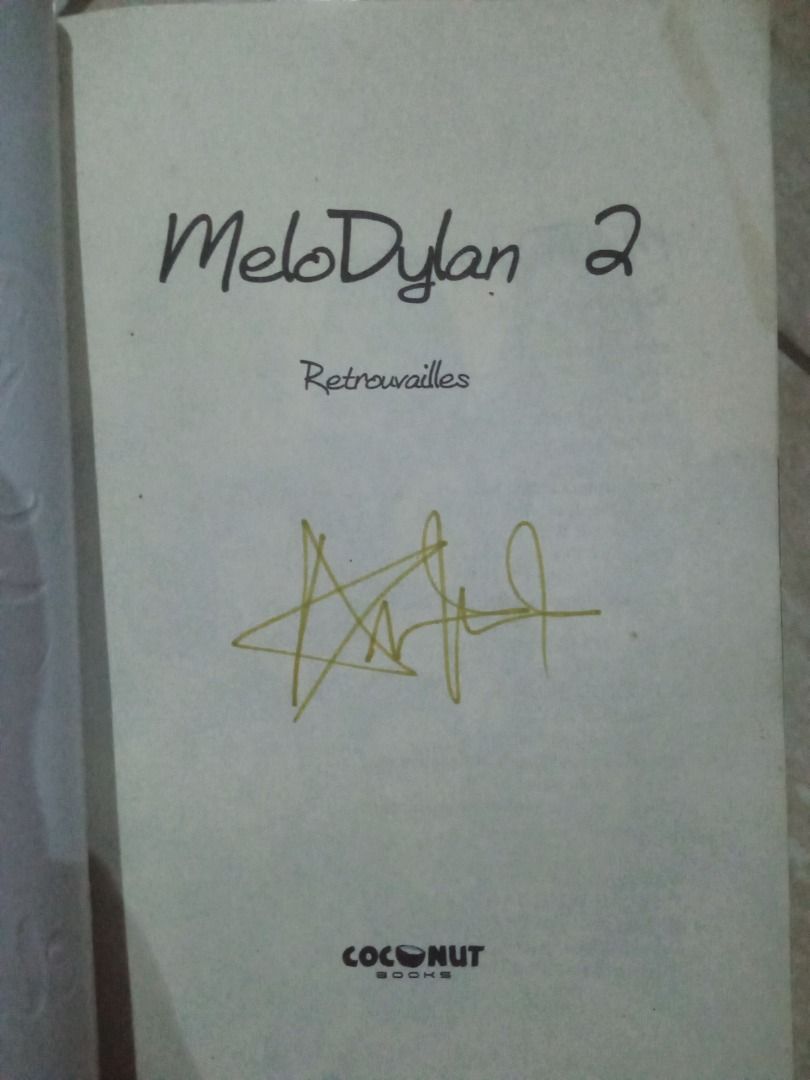 MeloDylan 2
Retrouvailles
COCONUT
BOOKS